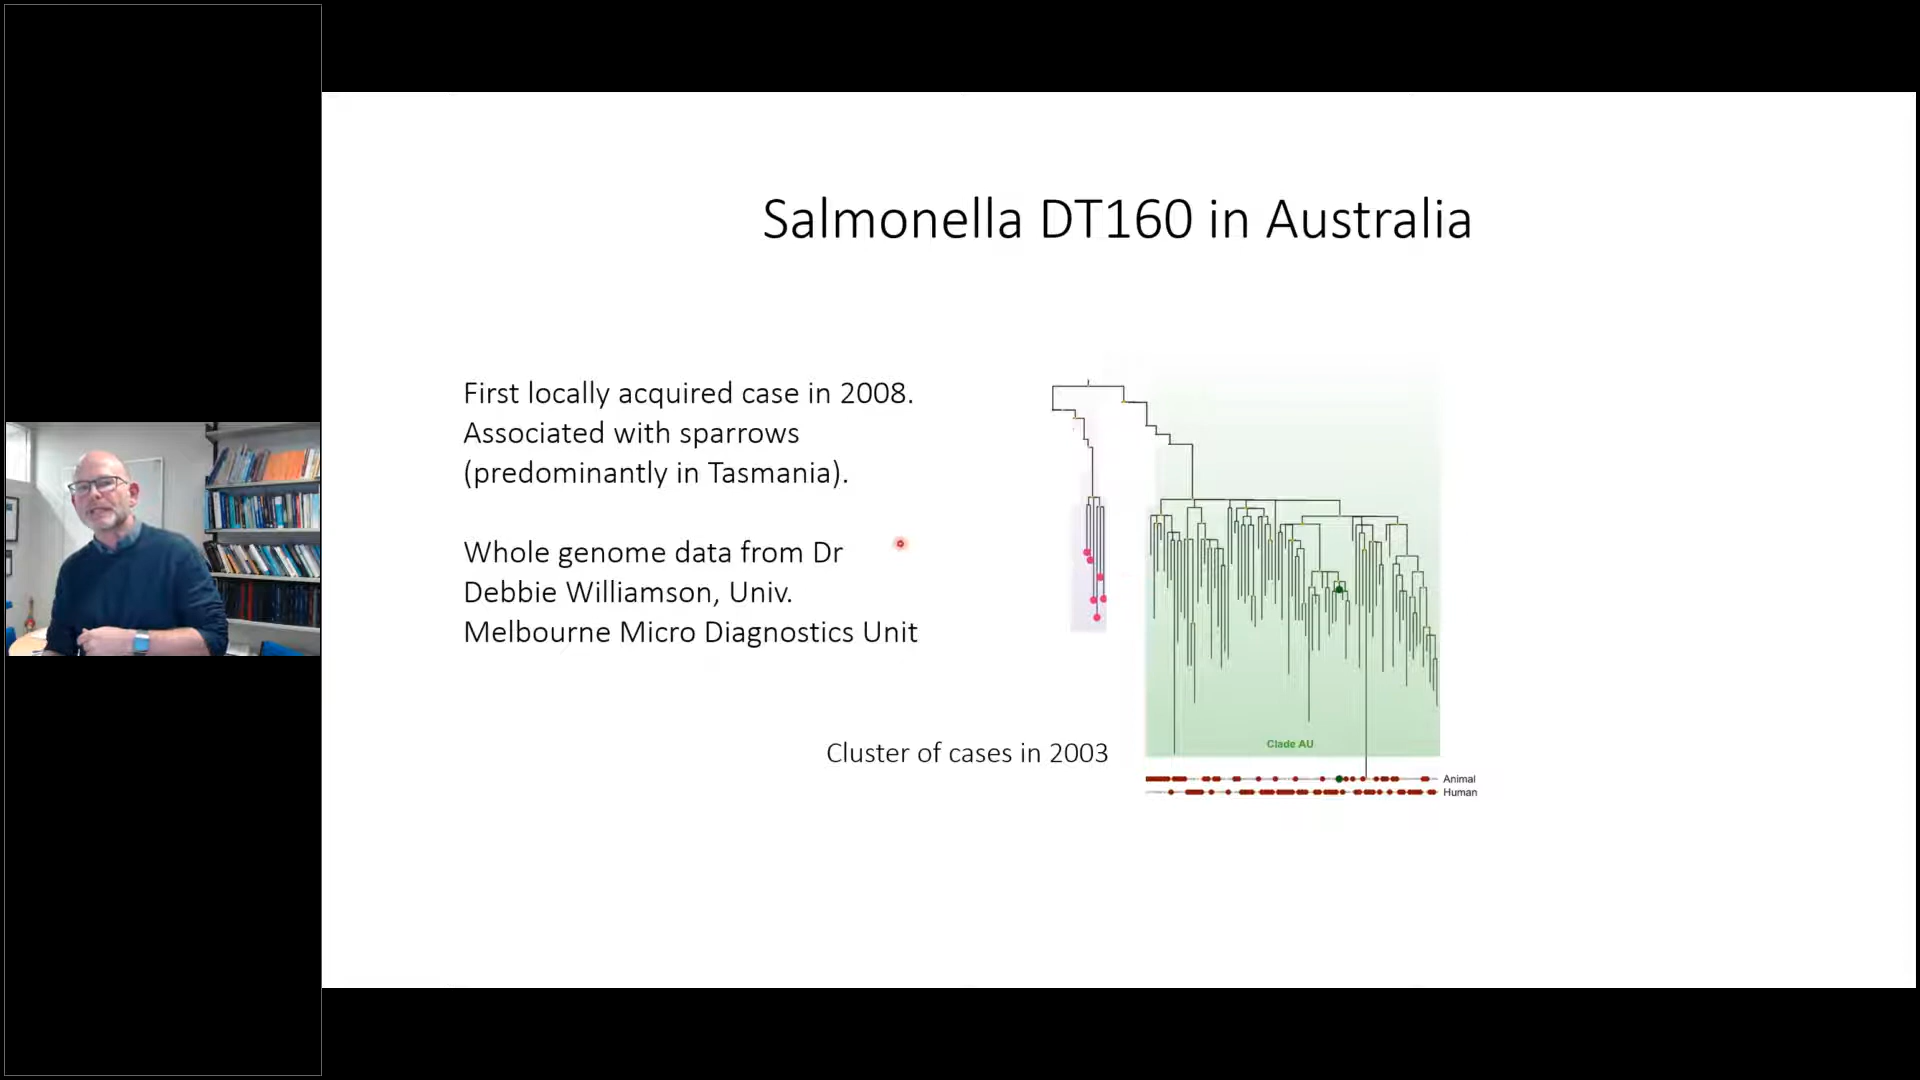 Salmonella DT160 in Australia
First locally acquired case in 2008.
Associated with sparrows
(predominantly in Tasmania).
Whole genome data from Dr
Debbie Williamson, Univ.
Melbourne Micro Diagnostics Unit
Cluster of cases in 2003
Clade AU
Animal
Human